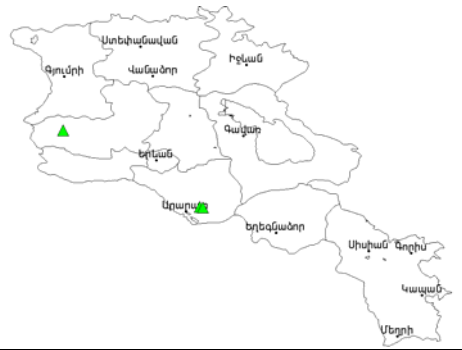 Ստեփանավան
Իջևան
Գյումրի
Վանաձոր
Գավառ
Երևան
Արարատ
Եղեգնաձոր
Սիսիան
Գորիս
Կապան
Մեղրի